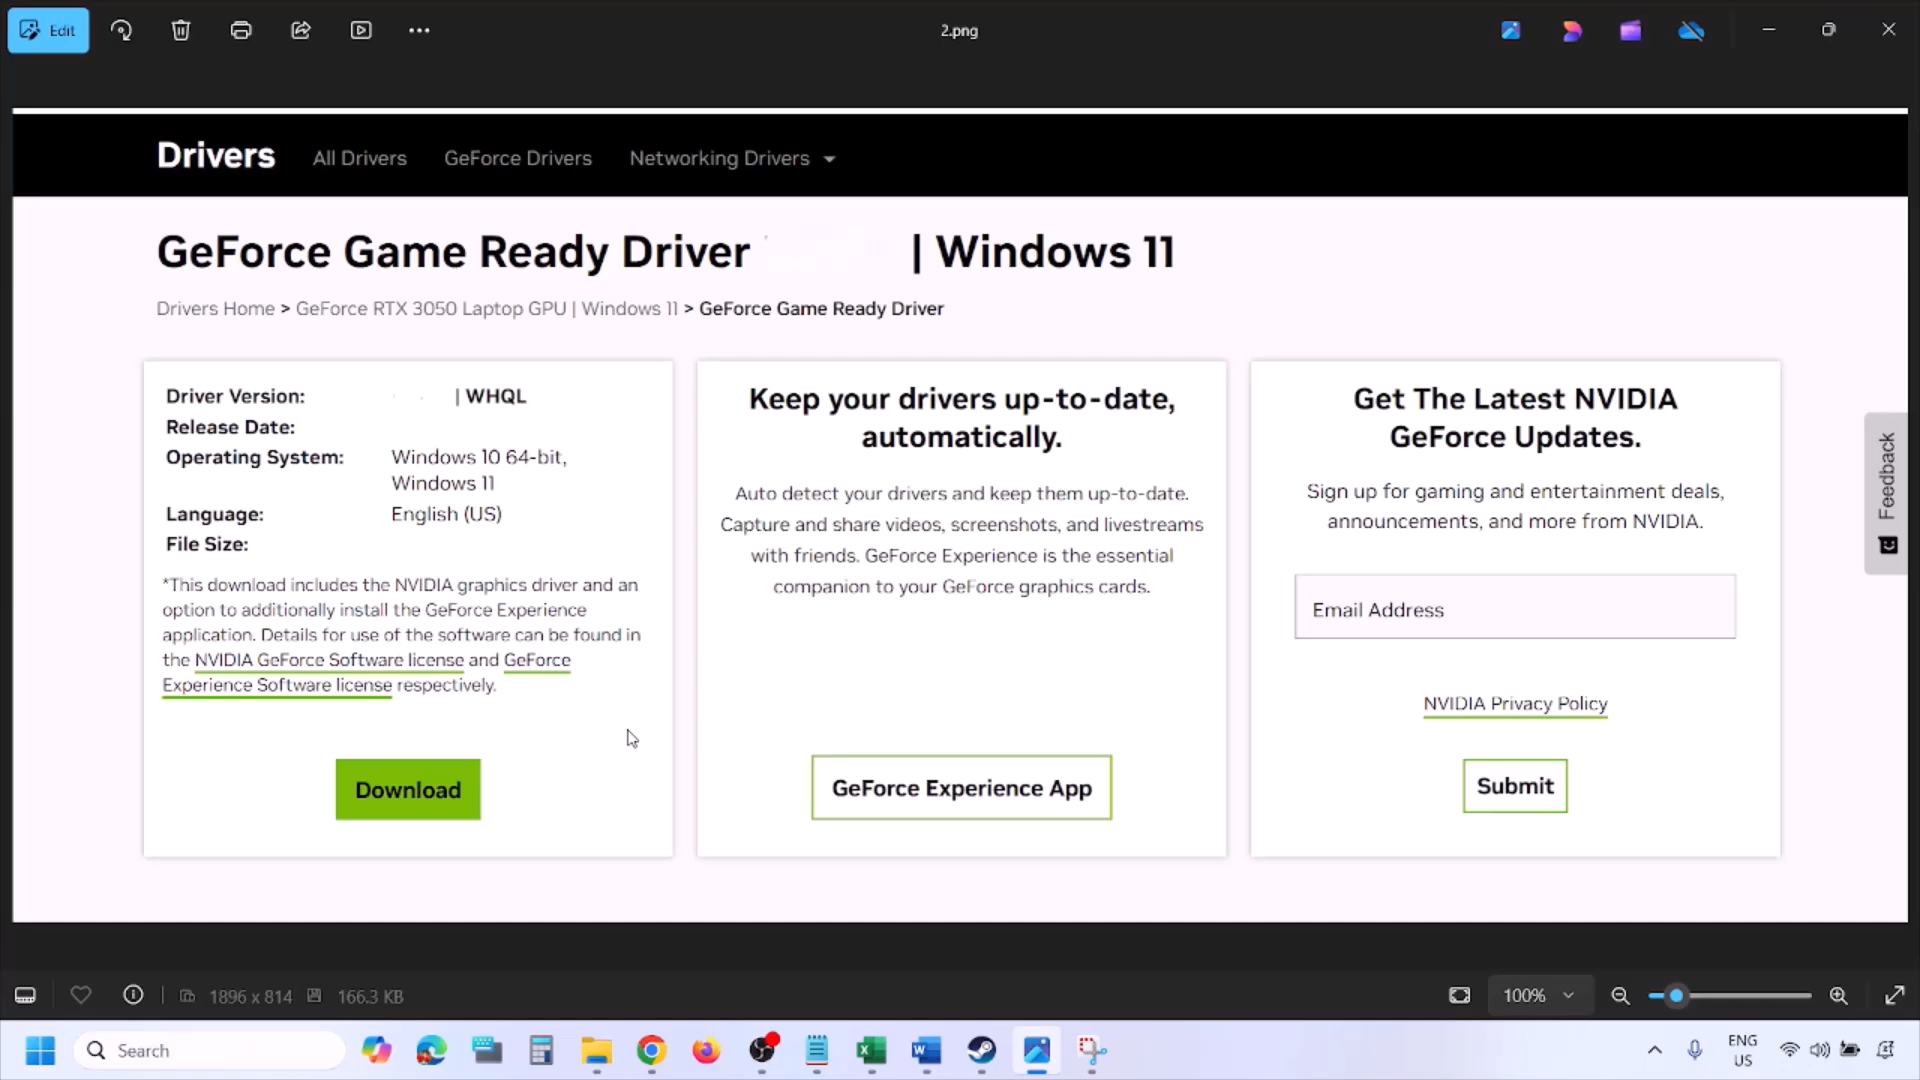 Edit
2.png
Drivers
All Drivers
GeForce Drivers
Networking Drivers
GeForce Game Ready Driver | Windows 11
Drivers Home > GeForce RTX 3050 Laptop GPU | Windows 11 > GeForce Game Ready Driver
Driver Version: | WHQL
Release Date:
Operating System: Windows 10 64-bit,
Windows 11
Language: English (US)
File Size:
*This download includes the NVIDIA graphics driver and an
option to additionally install the GeForce Experience
application. Details for use of the software can be found in
the NVIDIA GeForce Software license and GeForce
Experience Software license respectively.
Download
Keep your drivers up-to-date,
automatically.
Auto detect your drivers and keep them up-to-date.
Capture and share videos, screenshots, and livestreams
with friends. GeForce Experience is the essential
companion to your GeForce graphics cards.
GeForce Experience App
Get The Latest NVIDIA
GeForce Updates.
Sign up for gaming and entertainment deals,
announcements, and more from NVIDIA.
Email Address
NVIDIA Privacy Policy
Submit
Feedback
1896 x 814
166.3 KB
100%
Search
ENG
US